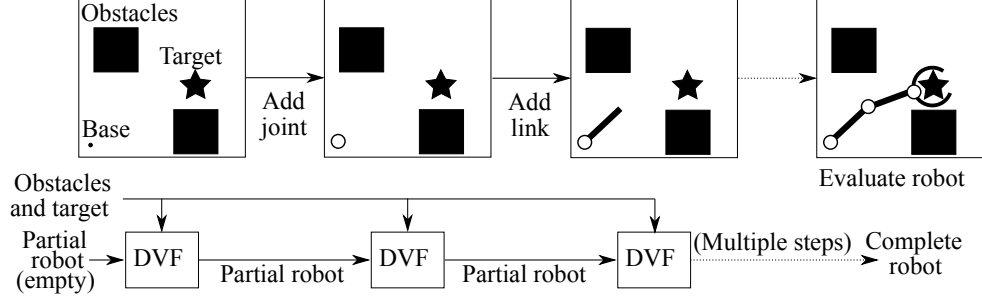 Obstacles
Target
Base
Add
joint
Add
link
Evaluate robot
Obstacles
and target
Partial
robot
(empty)
DVF
Partial robot
DVF
Partial robot
DVF
(Multiple steps)
Complete
robot